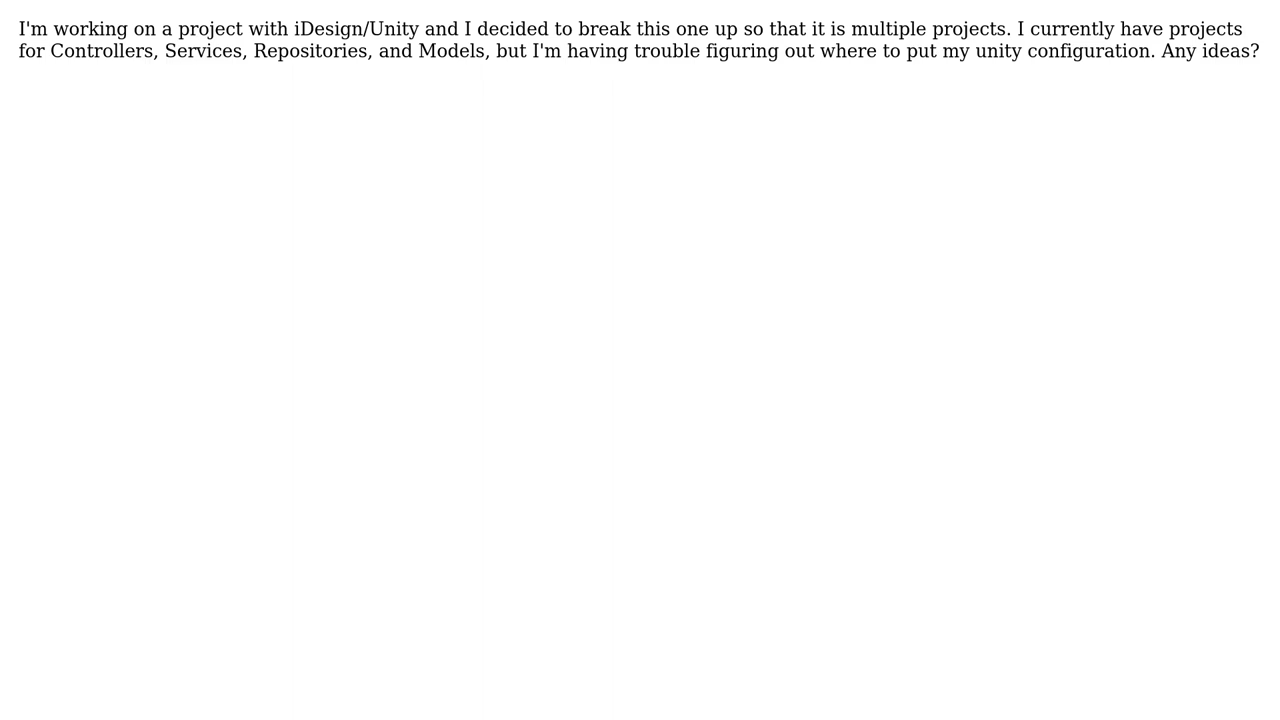 I'm working on a project with iDesign/Unity and I decided to break this one up so that it is multiple projects. I currently have projects
for Controllers, Services, Repositories, and Models, but I'm having trouble figuring out where to put my unity configuration. Any ideas?